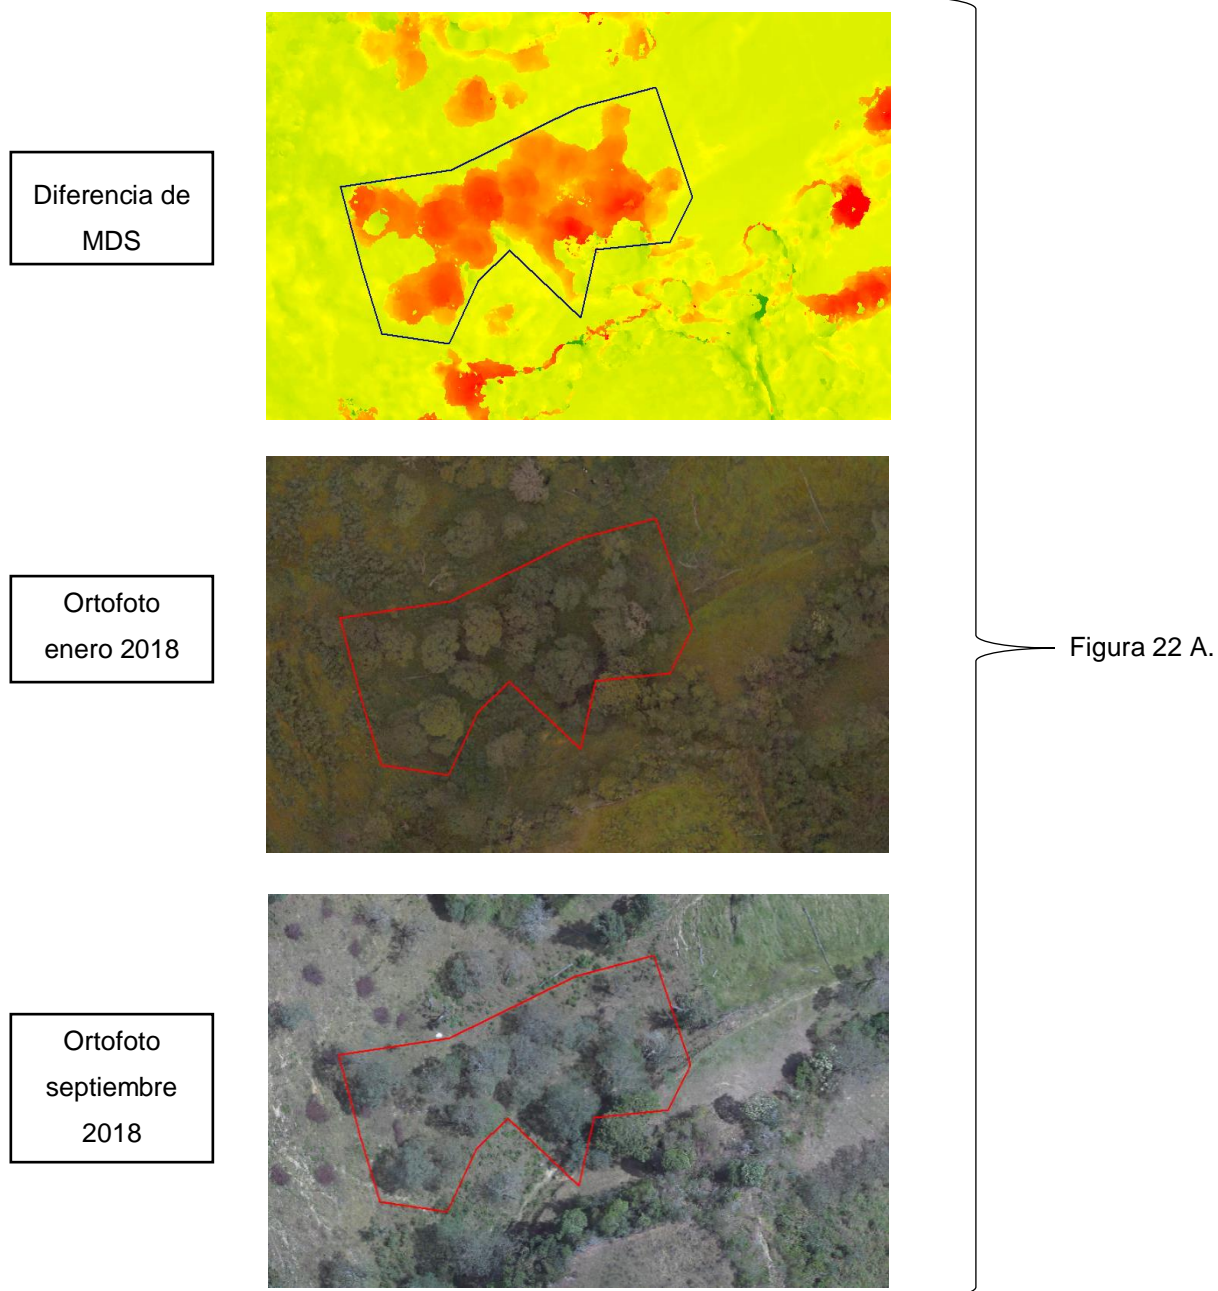 Diferencia de
MDS
Ortofoto
enero 2018
Figura 22 A.
Ortofoto
septiembre
2018